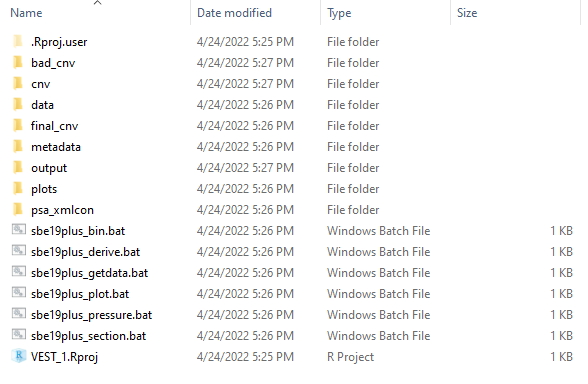 Name Date modified Type Size
.Rproj.user 4/24/2022 5:25 PM File folder
bad_cnv 4/24/2022 5:27 PM File folder
cnv 4/24/2022 5:27 PM File folder
data 4/24/2022 5:26 PM File folder
final_cnv 4/24/2022 5:26 PM File folder
metadata 4/24/2022 5:26 PM File folder
output 4/24/2022 5:27 PM File folder
plots 4/24/2022 5:26 PM File folder
psa_xmlcon 4/24/2022 5:26 PM File folder
sbe19plus_bin.bat 4/24/2022 5:26 PM Windows Batch File 1 KB
sbe19plus_derive.bat 4/24/2022 5:26 PM Windows Batch File 1 KB
sbe19plus_getdata.bat 4/24/2022 5:26 PM Windows Batch File 1 KB
sbe19plus_plot.bat 4/24/2022 5:26 PM Windows Batch File 1 KB
sbe19plus_pressure.bat 4/24/2022 5:26 PM Windows Batch File 1 KB
sbe19plus_section.bat 4/24/2022 5:26 PM Windows Batch File 1 KB
VEST_1.Rproj 4/24/2022 5:25 PM R Project 1 KB